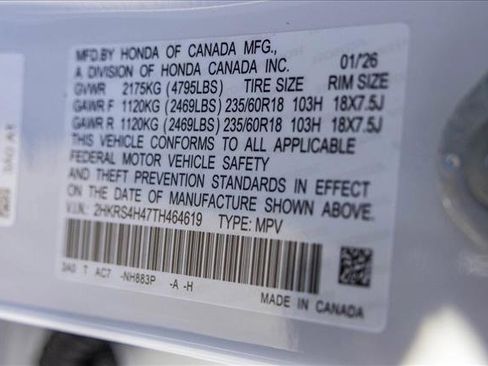 MFD.BY HONDA OF CANADA MFG.,
A DIVISION OF HONDA CANADA INC. 01/26
GVWR 2175KG (4795LBS) TIRE SIZE RIM SIZE
GAWR F 1120KG (2469LBS) 235/60R18 103H 18X7.5J
GAWR R 1120KG (2469LBS) 235/60R18 103H 18X7.5J
THIS VEHICLE CONFORMS TO ALL APPLICABLE
FEDERAL MOTOR VEHICLE SAFETY
AND THEFT PREVENTION STANDARDS IN EFFECT
ON THE DATE OF MANUFACTURE SHOWN ABOVE.
V.I.N.: 2HKRS4H47TH464619 TYPE: MPV
3A0 T AC7 -NH883P -A -H
MADE IN CANADA